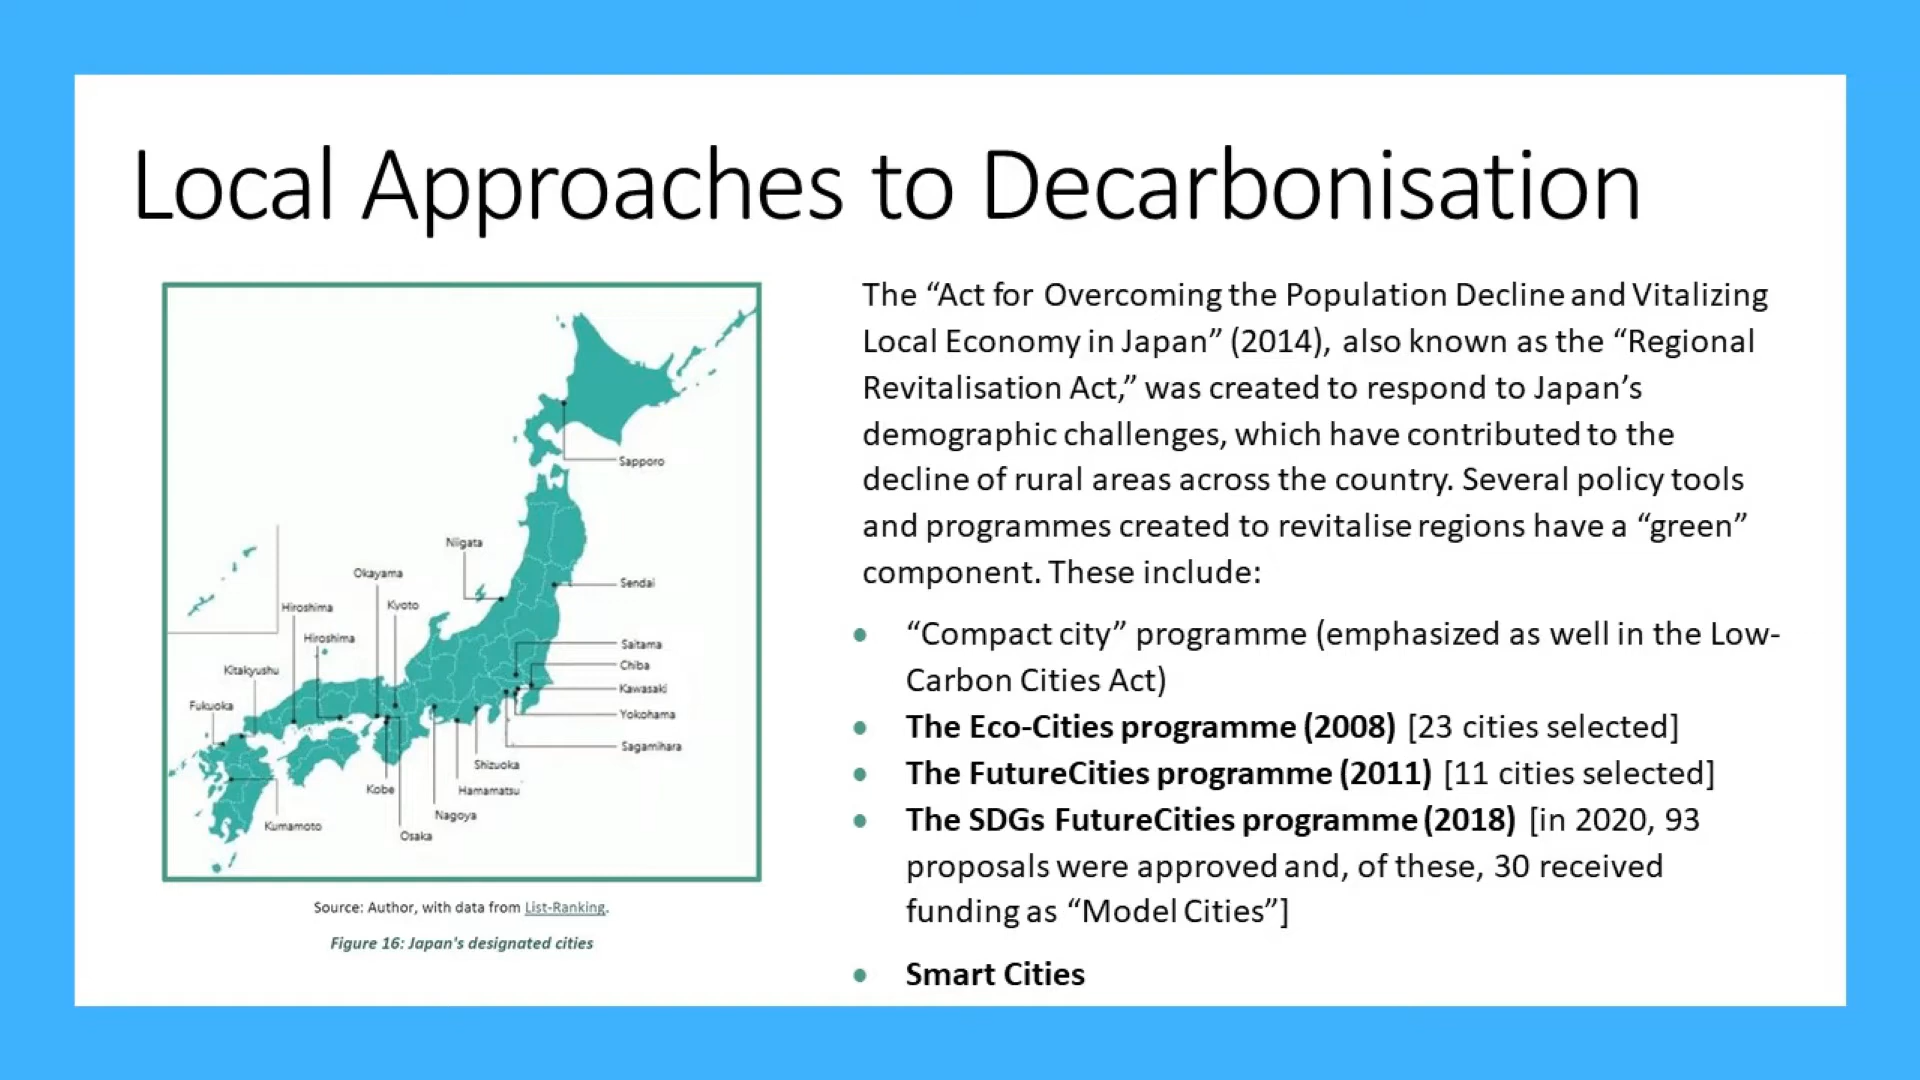 Local Approaches to Decarbonisation
Sapporo
Niigata
Okayama
Sendai
Hiroshima
Kyoto
Hiroshima
Saitama
Chiba
Kitakyushu
Kawasaki
Fukuoka
Yokohama
Sagamihara
Shizuoka
Kobe
Hamamatsu
Nagoya
Kumamoto
Osaka
Source: Author, with data from List-Ranking.
Figure 16: Japan's designated cities
The “Act for Overcoming the Population Decline and Vitalizing
Local Economy in Japan” (2014), also known as the “Regional
Revitalisation Act,” was created to respond to Japan’s
demographic challenges, which have contributed to the
decline of rural areas across the country. Several policy tools
and programmes created to revitalise regions have a “green”
component. These include:
• “Compact city” programme (emphasized as well in the Low-
Carbon Cities Act)
• The Eco-Cities programme (2008) [23 cities selected]
• The FutureCities programme (2011) [11 cities selected]
• The SDGs FutureCities programme (2018) [in 2020, 93
proposals were approved and, of these, 30 received
funding as “Model Cities”]
• Smart Cities